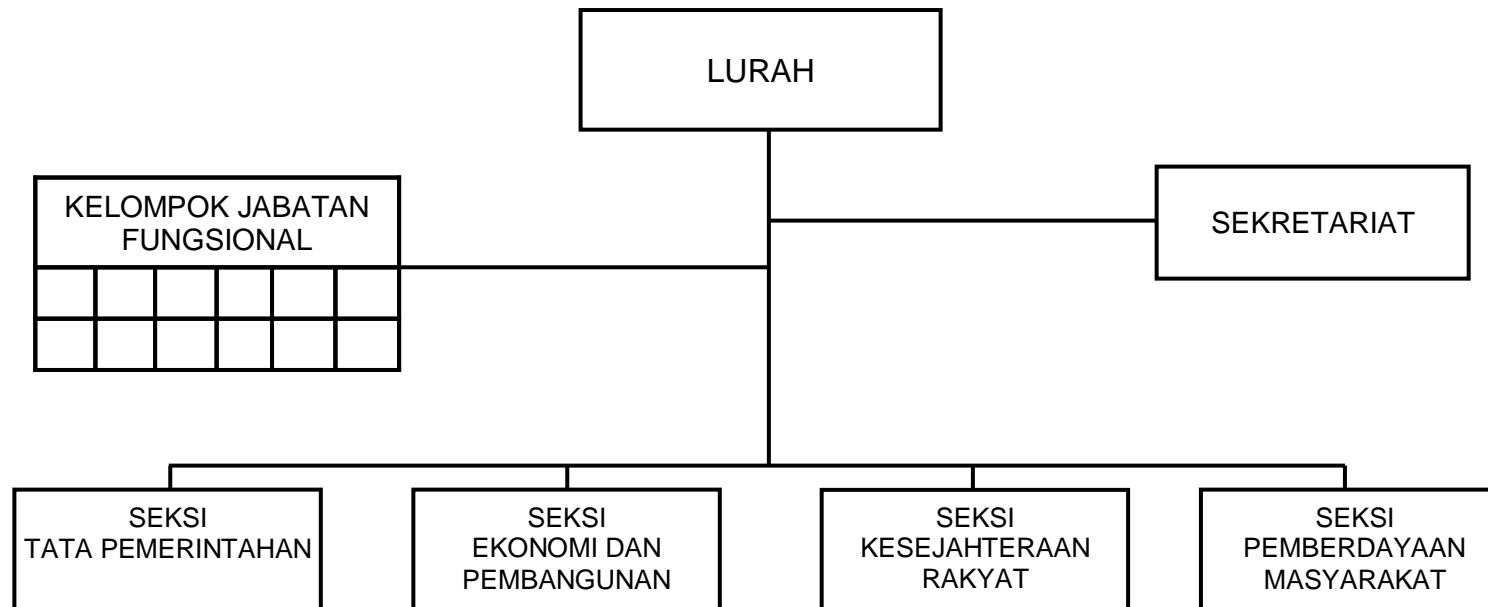 LURAH
KELOMPOK JABATAN
FUNGSIONAL
SEKRETARIAT
SEKSI
TATA PEMERINTAHAN
SEKSI
EKONOMI DAN
PEMBANGUNAN
SEKSI
KESEJAHTERAAN
RAKYAT
SEKSI
PEMBERDAYAAN
MASYARAKAT